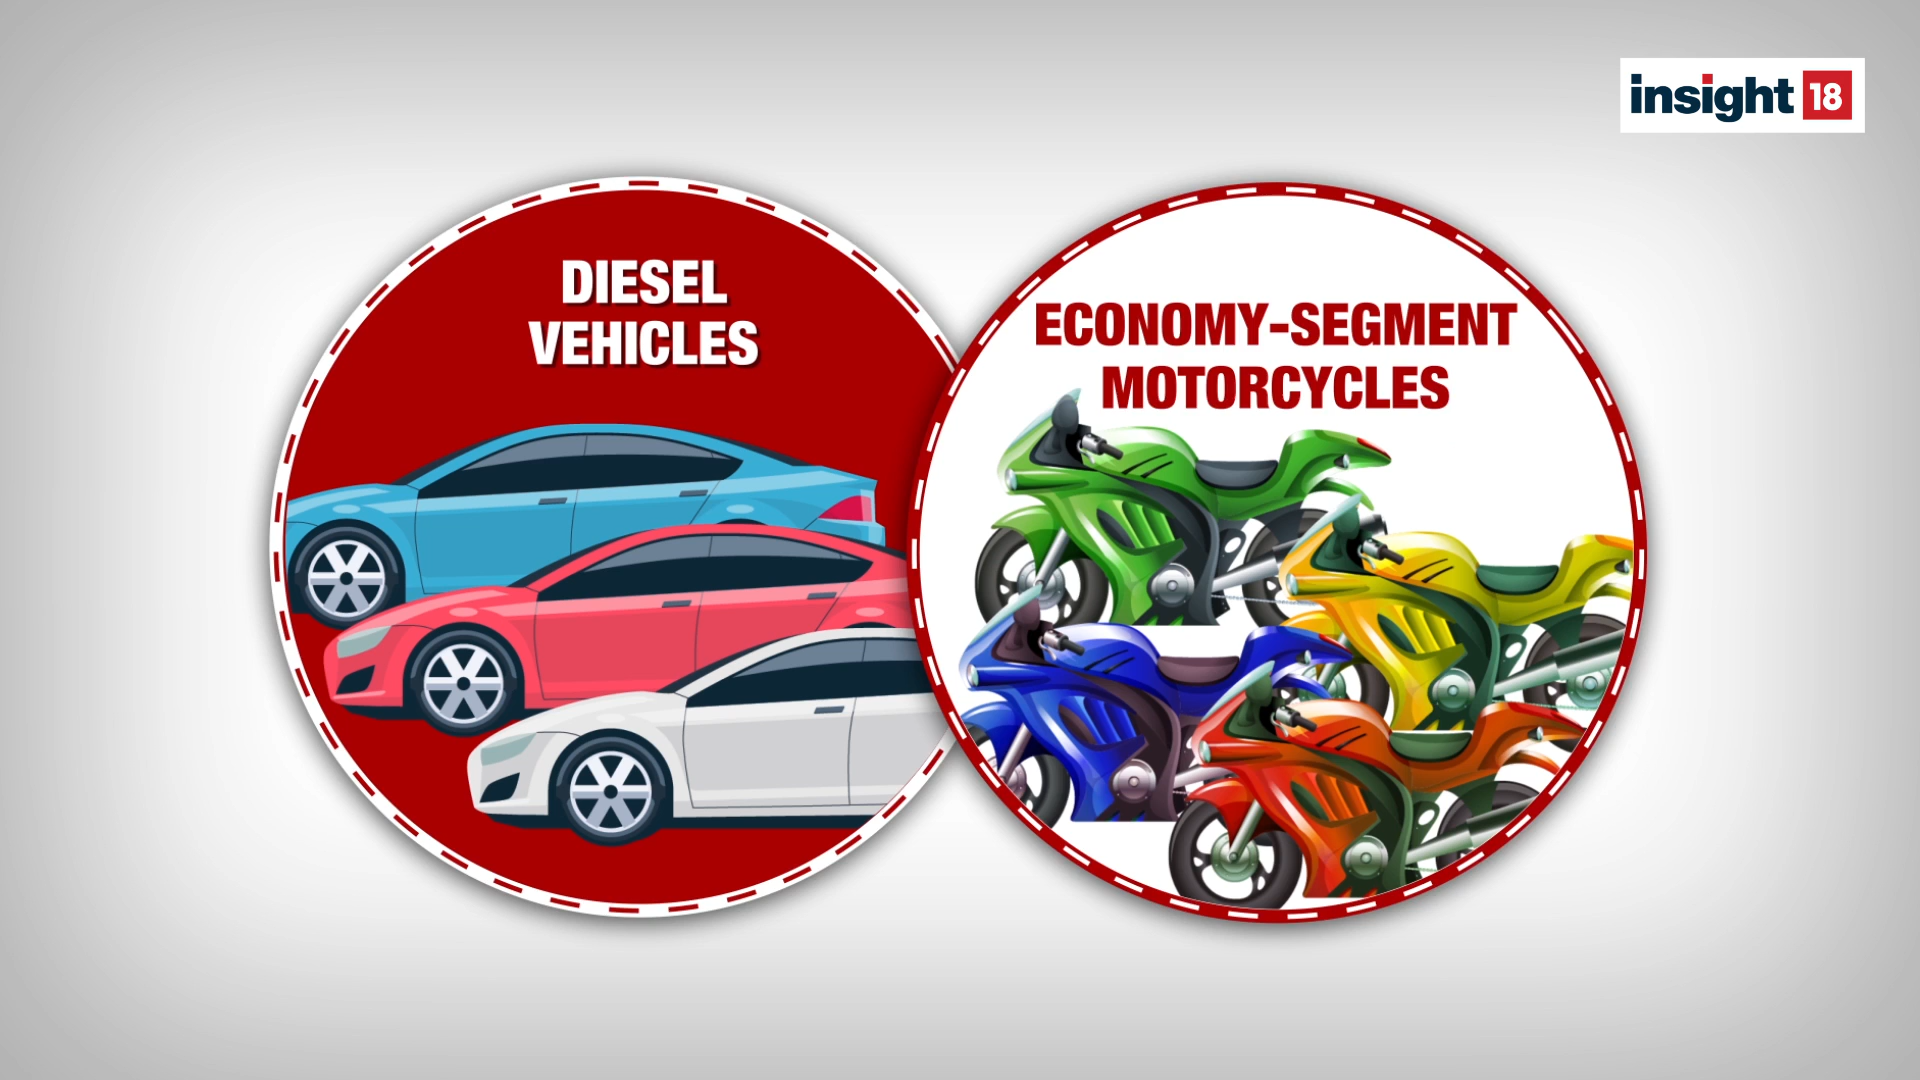 insight 18
DIESEL
VEHICLES
ECONOMY-SEGMENT
MOTORCYCLES